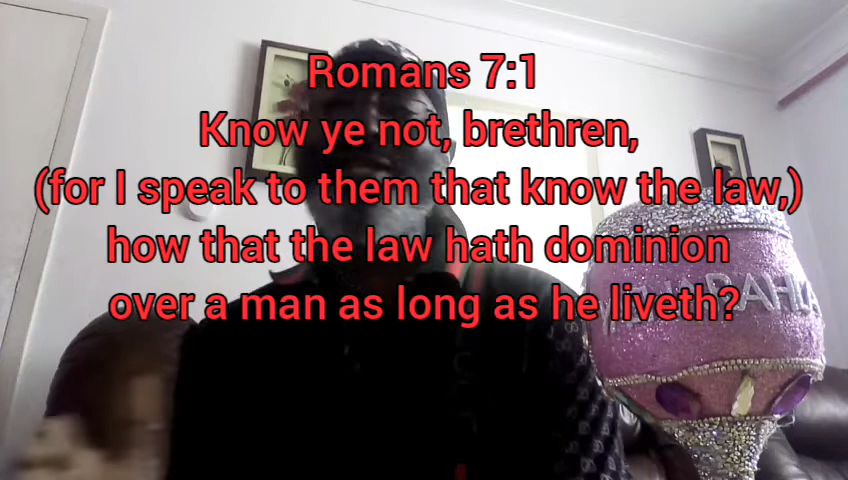 Romans 7:1
Know ye not, brethren,
(for I speak to them that know the law,)
how that the law hath dominion
over a man as long as he liveth?